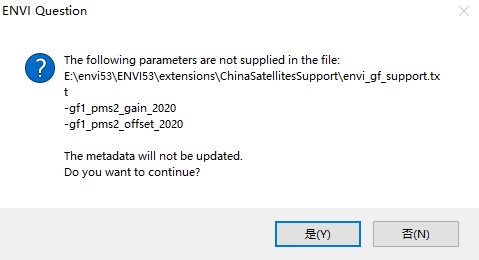 ENVI Question
The following parameters are not supplied in the file:
E:\envi53\ENVI53\extensions\ChinaSatellitesSupport\envi_gf_support.tx
t
-gf1_pms2_gain_2020
-gf1_pms2_offset_2020
The metadata will not be updated.
Do you want to continue?
是(Y)
否(N)